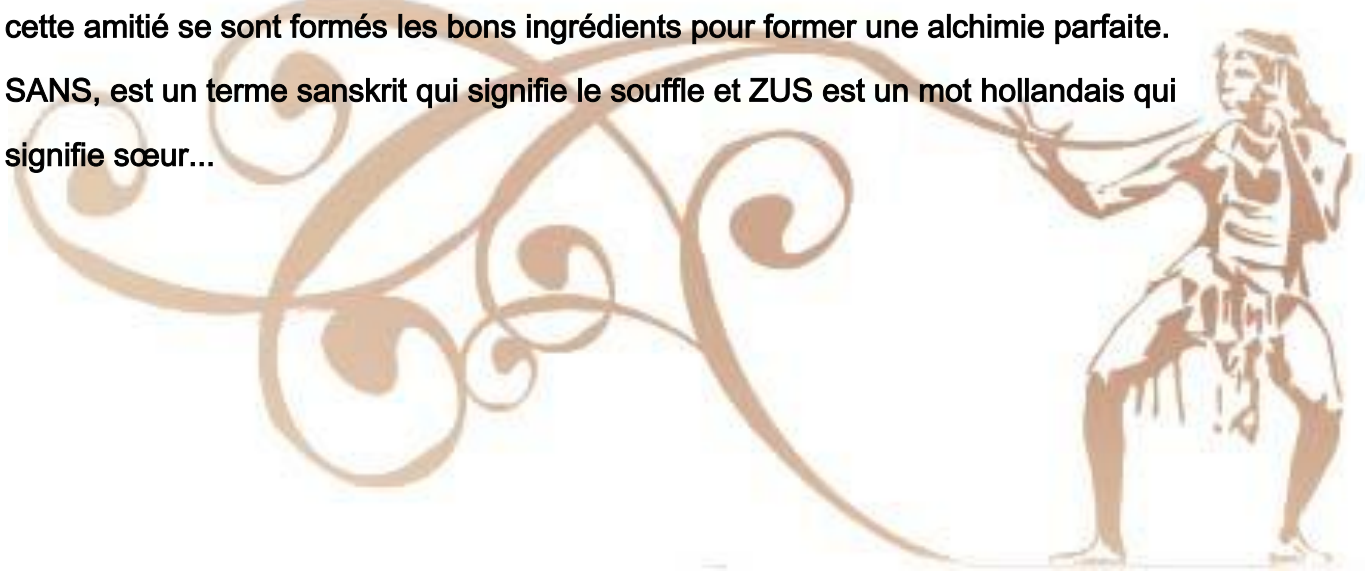 cette amitié se sont formés les bons ingrédients pour former une alchimie parfaite.
SANS, est un terme sanskrit qui signifie le souffle et ZUS est un mot hollandais qui
signifie sœur...